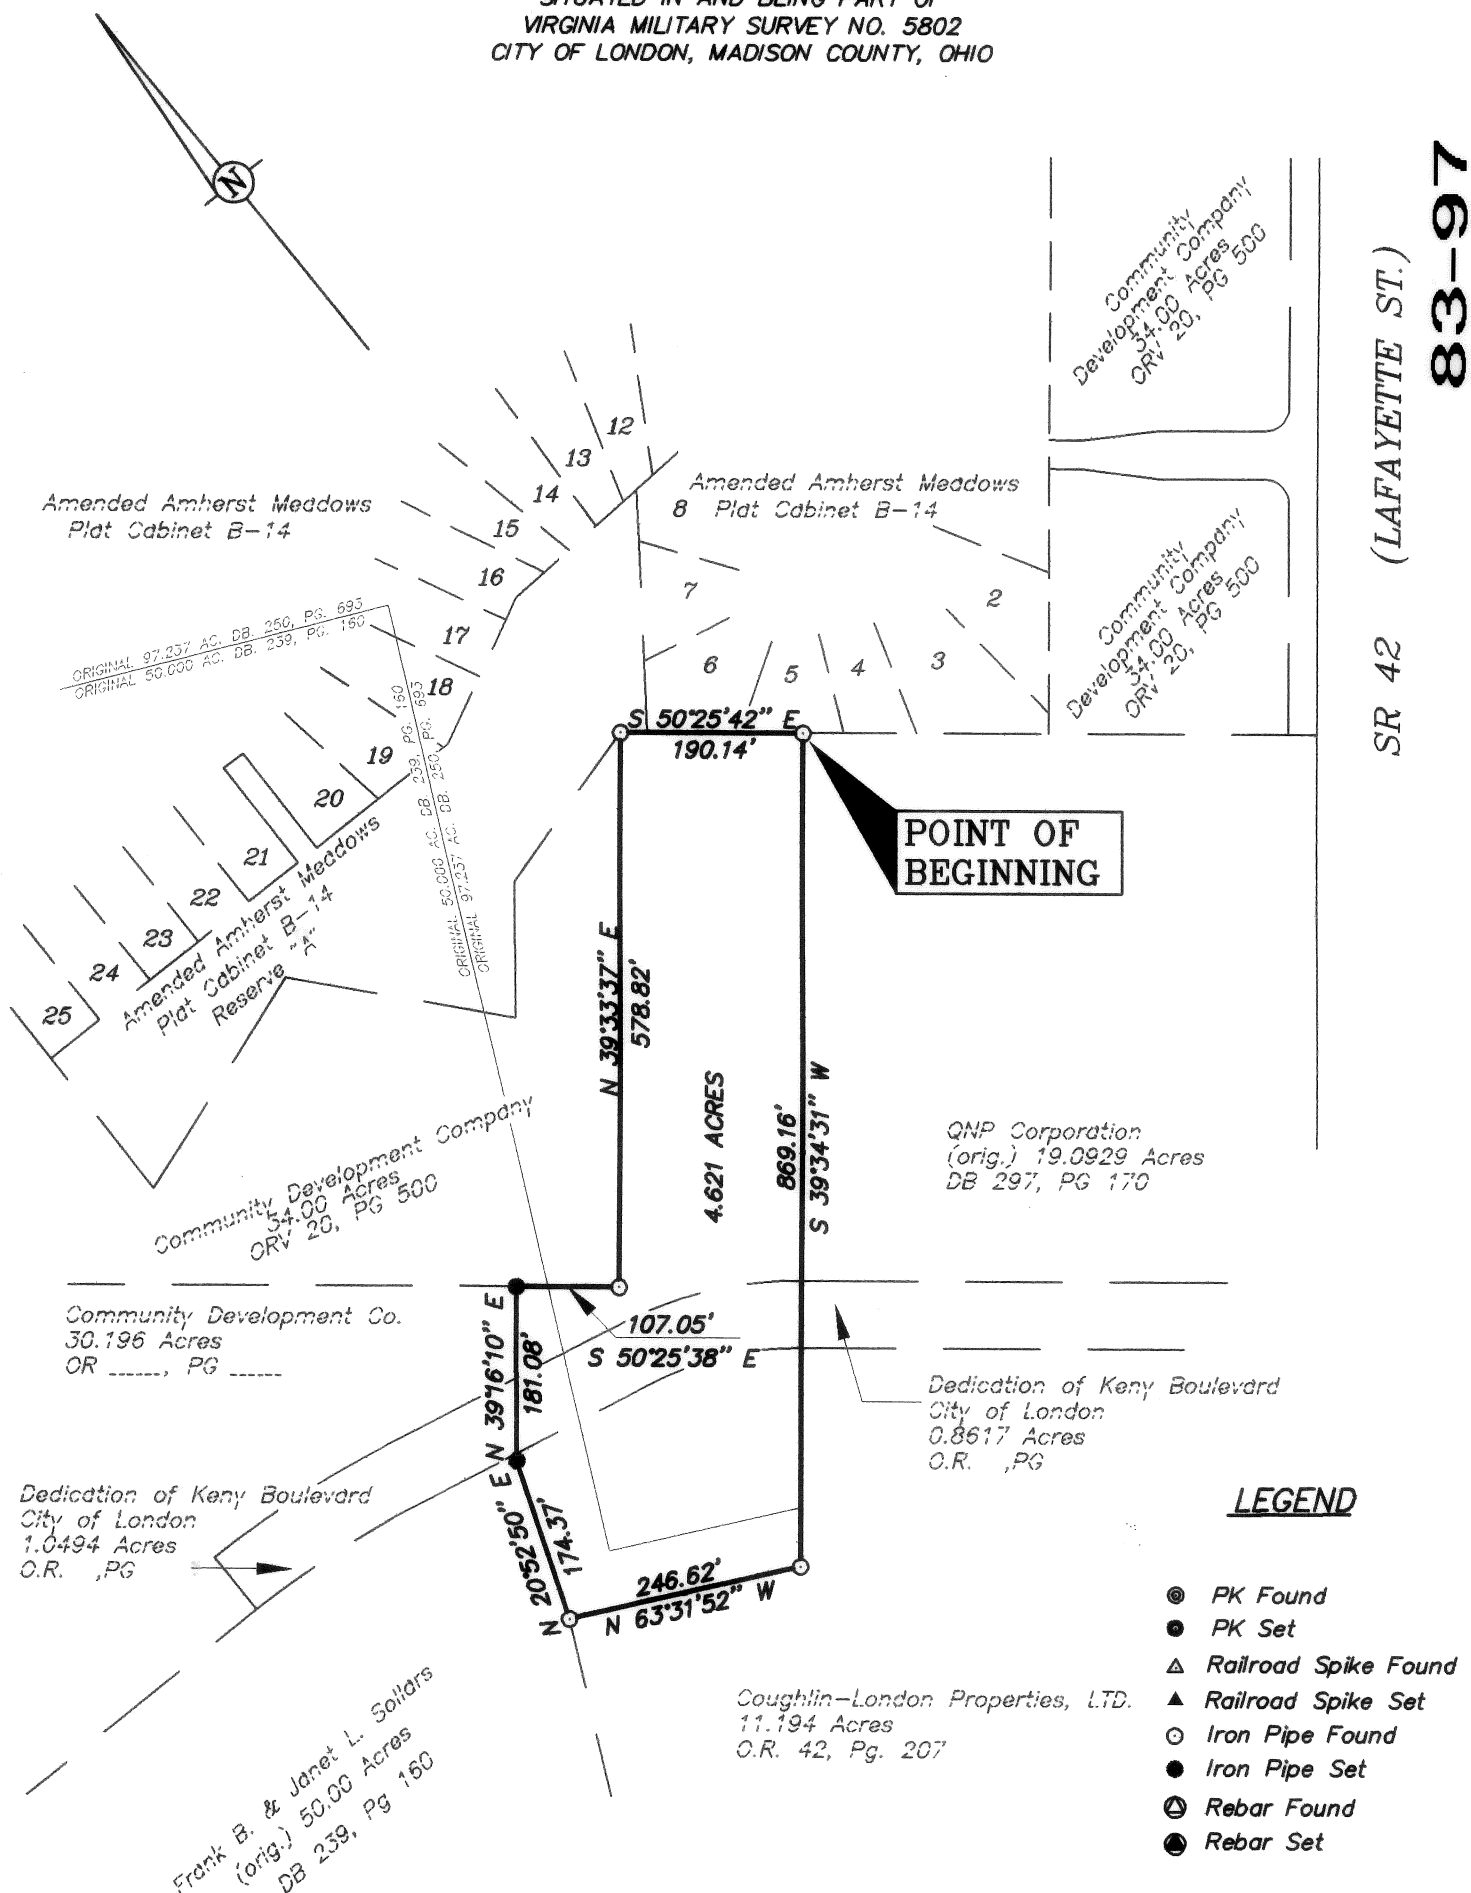 SITUATED IN AND BEING PART OF
VIRGINIA MILITARY SURVEY NO. 5802
CITY OF LONDON, MADISON COUNTY, OHIO
83-97
N
Community
Development Company
34.00 Acres
ORV 20, PG 500
SR 42 (LAFAYETTE ST.)
12
13
14
15
16
17
18
19
20
21
22
23
24
25
Amended Amherst Meadows
Plat Cabinet B-14
Amended Amherst Meadows
8 Plat Cabinet B-14
7
6
5
4
3
2
Community
Development Company
34.00 Acres
ORV 20, PG 500
ORIGINAL 97.237 AC. DB. 250, PG. 693
ORIGINAL 50.000 AC. DB. 239, PG. 160
ORIGINAL 50.000 AC. DB. 239, PG. 160
ORIGINAL 97.237 AC. DB. 250, PG. 693
S 50°25'42" E
190.14'
POINT OF
BEGINNING
Amended Amherst Meadows
Plat Cabinet B-14
Reserve "A"
N 39°33'37" E
578.82'
4.621 ACRES
869.16'
S 39°34'31" W
QNP Corporation
(orig.) 19.0929 Acres
DB 297, PG 170
Community Development Company
54.00 Acres
ORV 20, PG 500
Community Development Co.
30.196 Acres
OR ______, PG ______
107.05'
S 50°25'38" E
N 39°16'10" E
181.08'
Dedication of Keny Boulevard
City of London
0.8617 Acres
O.R. ,PG
Dedication of Keny Boulevard
City of London
1.0494 Acres
O.R. ,PG
N 20°52'50" E
174.37'
246.62'
N 63°31'52" W
Frank B. & Janet L. Sollars
(orig.) 50.00 Acres
DB 239, Pg 160
Coughlin-London Properties, LTD.
11.194 Acres
O.R. 42, Pg. 207
LEGEND
PK Found
PK Set
Railroad Spike Found
Railroad Spike Set
Iron Pipe Found
Iron Pipe Set
Rebar Found
Rebar Set